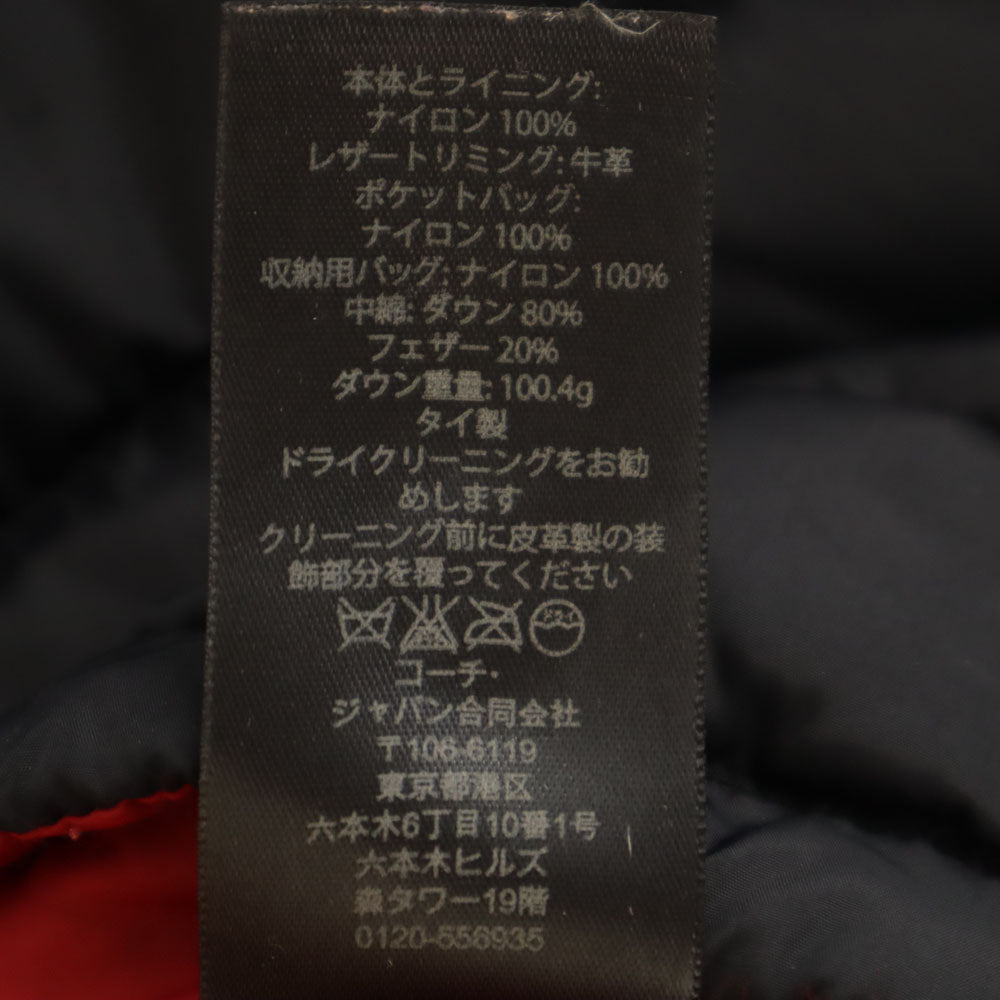 本体とライニング:
ナイロン 100%
レザートリミング: 牛革
ポケットバッグ:
ナイロン 100%
収納用バッグ: ナイロン 100%
中綿: ダウン 80%
フェザー 20%
ダウン重量: 100.4g
タイ製
ドライクリーニングをお勧
めします
クリーニング前に皮革製の装
飾部分を覆ってください
コーチ・
ジャパン合同会社
〒106-6119
東京都港区
六本木6丁目10番1号
六本木ヒルズ
森タワー19階
0120-556936